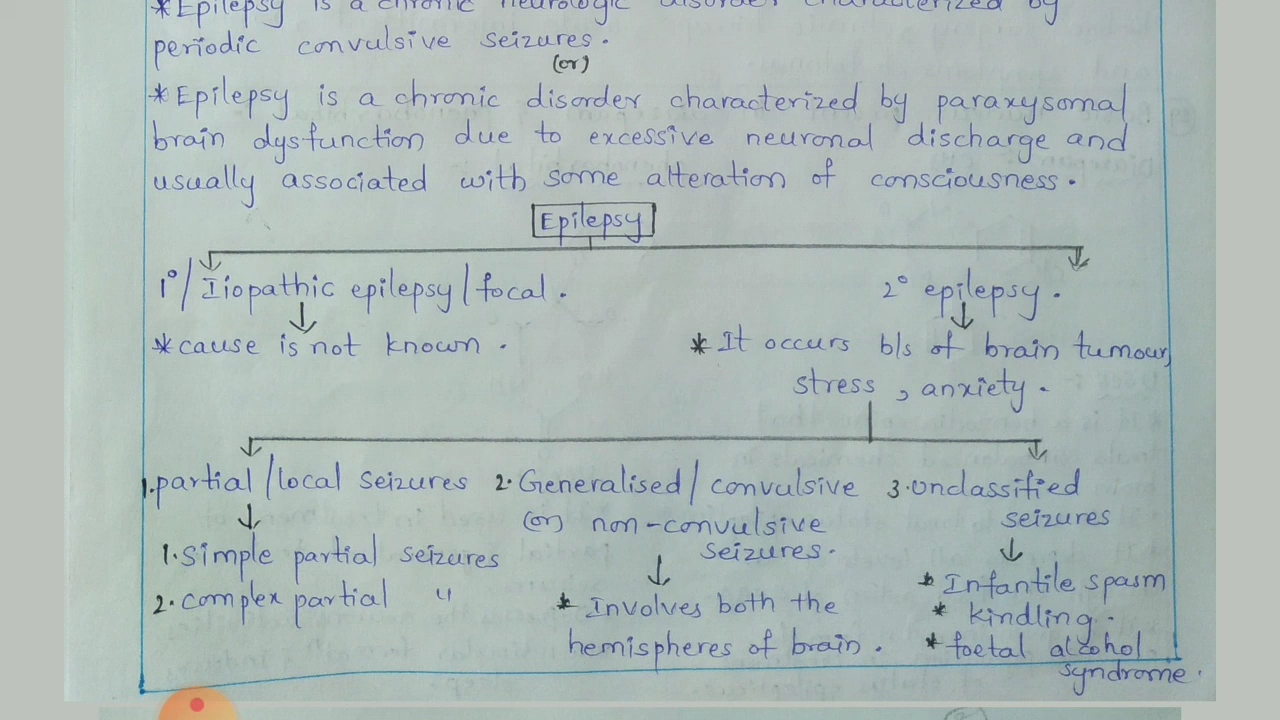 *Epilepsy is a chronic neurologic disorder characterized by
periodic convulsive seizures.
(or)
*Epilepsy is a chronic disorder characterized by paraxysomal
brain dysfunction due to excessive neuronal discharge and
usually associated with some alteration of consciousness.
Epilepsy
1°/Iiopathic epilepsy/focal.
2° epilepsy.
*cause is not known.
*It occurs b/s of brain tumour,
stress, anxiety.
1.partial/local seizures
2.Generalised/convulsive
3.unclassified
(or) non-convulsive
seizures
seizures.
1.Simple partial seizures
2.complex partial "
* Involves both the
hemispheres of brain.
* Infantile spasm
* kindling.
* foetal alcohol
syndrome.